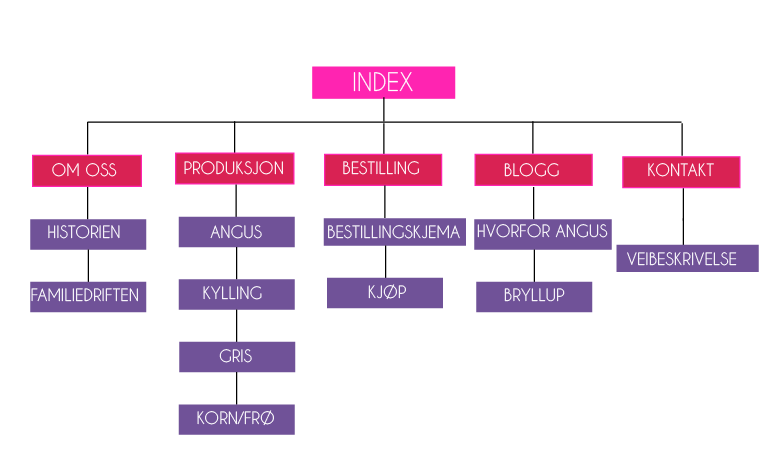 INDEX
OM OSS
PRODUKSJON
BESTILLING
BLOGG
KONTAKT
HISTORIEN
ANGUS
BESTILLINGSKJEMA
HVORFOR ANGUS
VEIBESKRIVELSE
FAMILIEDRIFTEN
KYLLING
KJØP
BRYLLUP
GRIS
KORN/FRØ